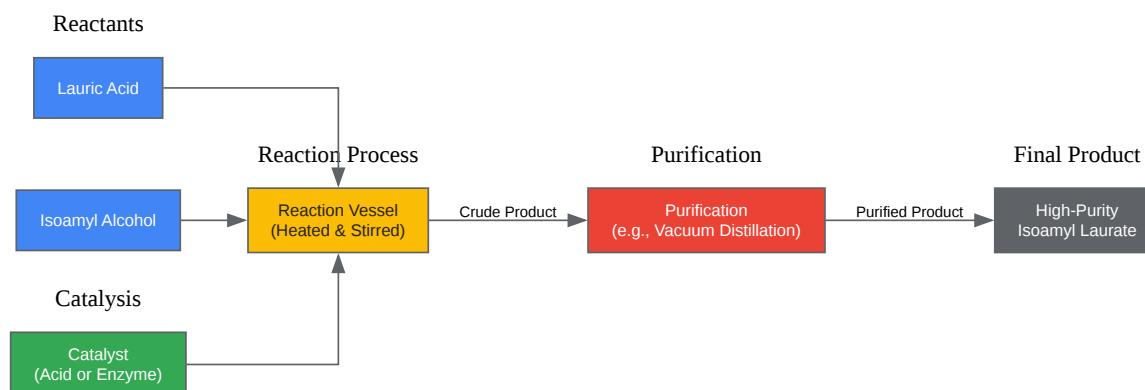 Reactants
Lauric Acid
Reaction Process
Purification
Final Product
Isoamyl Alcohol
Reaction Vessel
(Heated & Stirred)
Crude Product
Purification
(e.g., Vacuum Distillation)
Purified Product
High-Purity
Isoamyl Laurate
Catalysis
Catalyst
(Acid or Enzyme)